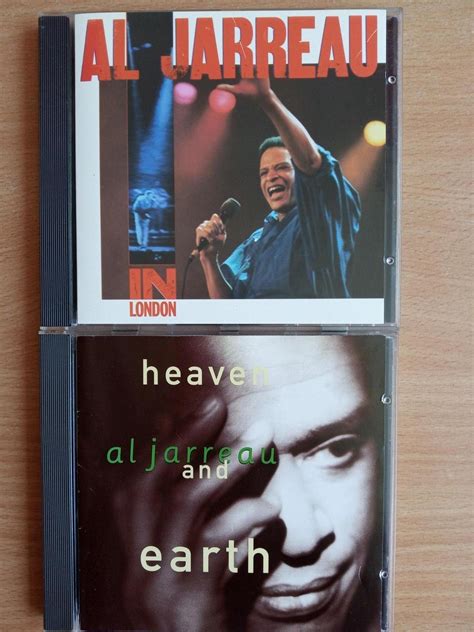 AL JARREAU
IN
LONDON
heaven
al jarreau
and
earth